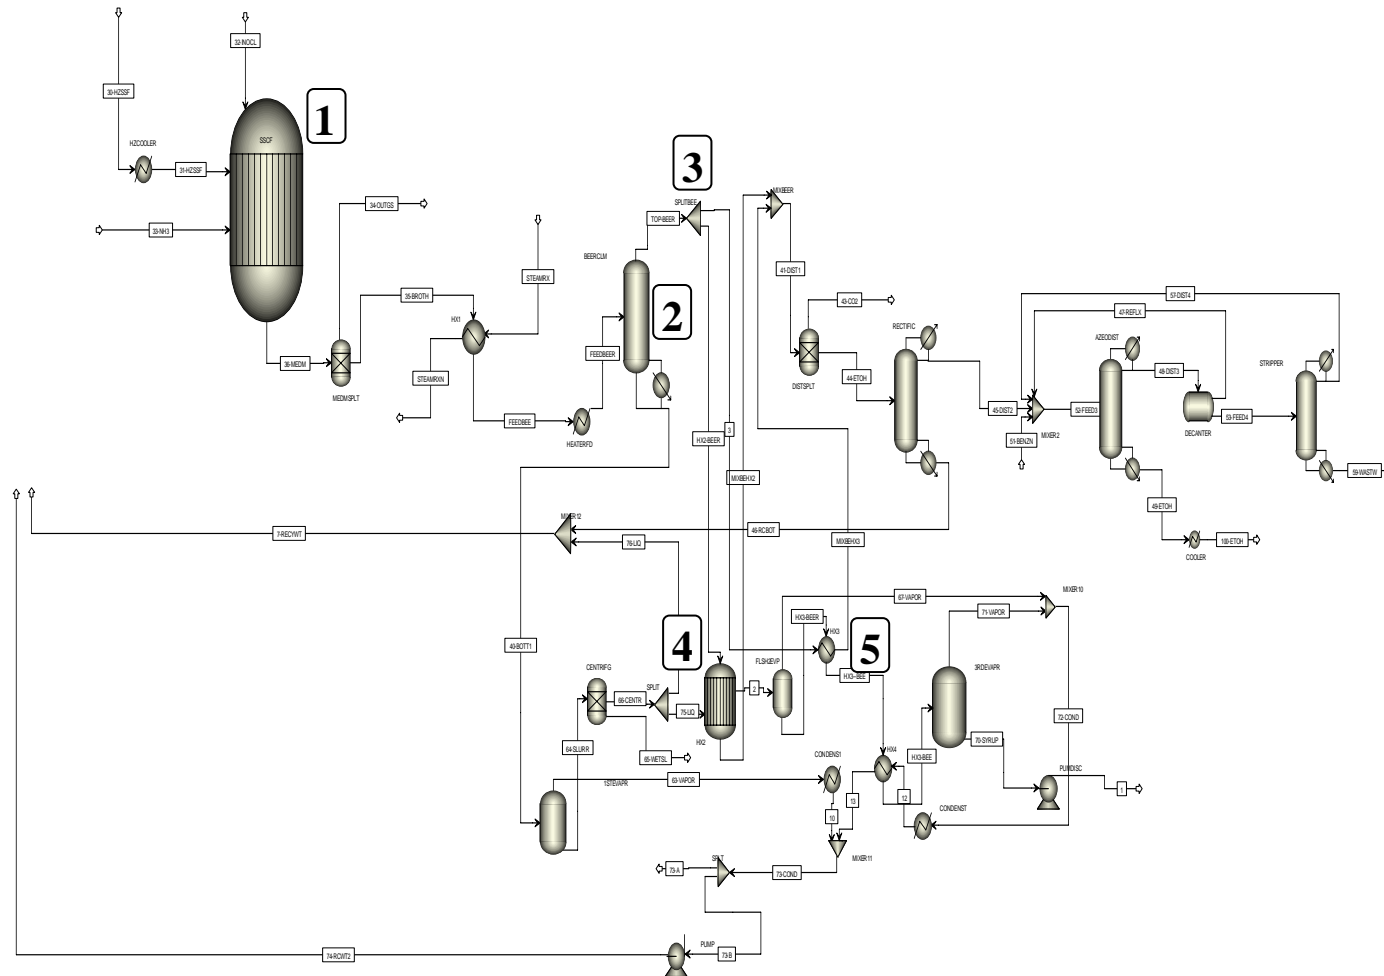 32-INOCL
1
30-HZSSF
SSCF
HZCOOLER
31-HZSSF
33-NH3
34-OUTGS
36-MEDM
MEDMSPLT
35-BROTH
STEAMRX
HX1
STEAMRXN
FEEDBEE
HEATERFD
FEEDBEER
BEERCLM
2
TOP-BEER
3
SPLITBEE
MIXBEER
41-DIST1
43-CO2
DISTSPLT
44-ETOH
RECTIFIC
45-DIST2
57-DIST4
47-REFLX
MIXER2
51-BENZN
52-FEED3
AZEODIST
48-DIST3
DECANTER
53-FEED4
STRIPPER
59-WASTW
49-ETOH
COOLER
100-ETOH
HX2-BEER
3
MIXBEHX2
MIXBEHX3
46-RCBOT
MIXER12
7-RECYWT
76-LIQ
40-BOTT1
4
CENTRIFG
66-CENTR
SPLIT
75-LIQ
65-WETSL
64-SLURR
HX2
2
FLSH2EVP
HX3-BEER
HX3
5
HX3--BEE
67-VAPOR
MIXER10
71-VAPOR
3RDEVAPR
72-COND
70-SYRUP
PUMDISC
1
HX4
HX3-BEE
12
13
CONDENST
CONDENS1
10
MIXER11
63-VAPOR
1STEVAPR
73-COND
73-A
73-B
PUMP
74-RCWT2